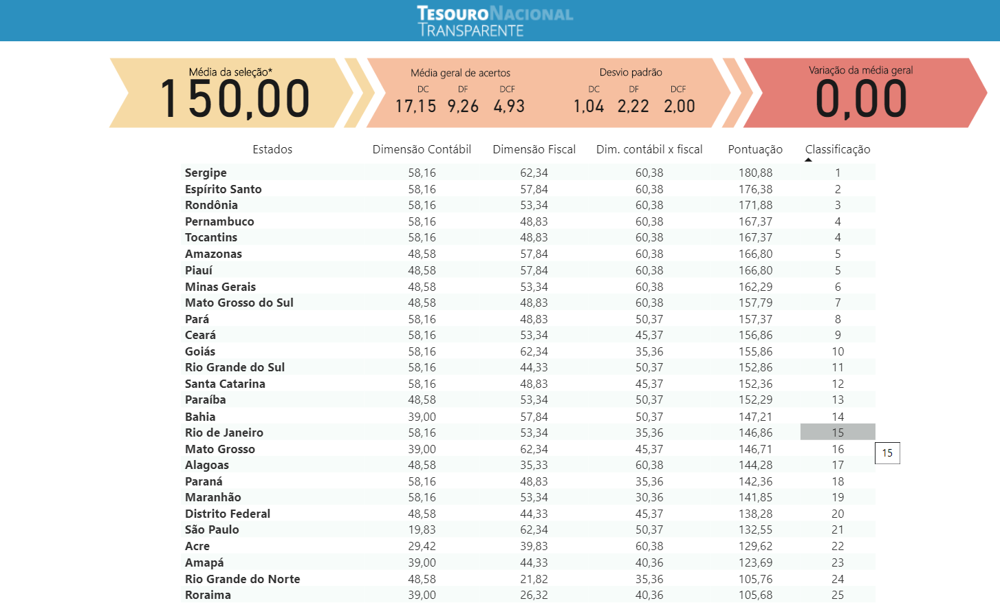 TESOURONACIONAL
TRANSPARENTE
Média da seleção*
150,00
Média geral de acertos
DC DF DCF
17,15 9,26 4,93
Desvio padrão
DC DF DCF
1,04 2,22 2,00
Variação da média geral
0,00
Estados Dimensão Contábil Dimensão Fiscal Dim. contábil x fiscal Pontuação Classificação
Sergipe 58,16 62,34 60,38 180,88 1
Espírito Santo 58,16 57,84 60,38 176,38 2
Rondônia 58,16 53,34 60,38 171,88 3
Pernambuco 58,16 48,83 60,38 167,37 4
Tocantins 58,16 48,83 60,38 167,37 4
Amazonas 48,58 57,84 60,38 166,80 5
Piauí 48,58 57,84 60,38 166,80 5
Minas Gerais 48,58 53,34 60,38 162,29 6
Mato Grosso do Sul 48,58 48,83 60,38 157,79 7
Pará 58,16 48,83 50,37 157,37 8
Ceará 58,16 53,34 45,37 156,86 9
Goiás 58,16 62,34 35,36 155,86 10
Rio Grande do Sul 58,16 44,33 50,37 152,86 11
Santa Catarina 58,16 48,83 45,37 152,36 12
Paraíba 48,58 53,34 50,37 152,29 13
Bahia 39,00 57,84 50,37 147,21 14
Rio de Janeiro 58,16 53,34 35,36 146,86 15
Mato Grosso 39,00 62,34 45,37 146,71 16
15
Alagoas 48,58 35,33 60,38 144,28 17
Paraná 58,16 48,83 35,36 142,36 18
Maranhão 58,16 53,34 30,36 141,85 19
Distrito Federal 48,58 44,33 45,37 138,28 20
São Paulo 19,83 62,34 50,37 132,55 21
Acre 29,42 39,83 60,38 129,62 22
Amapá 39,00 44,33 40,36 123,69 23
Rio Grande do Norte 48,58 21,82 35,36 105,76 24
Roraima 39,00 26,32 40,36 105,68 25